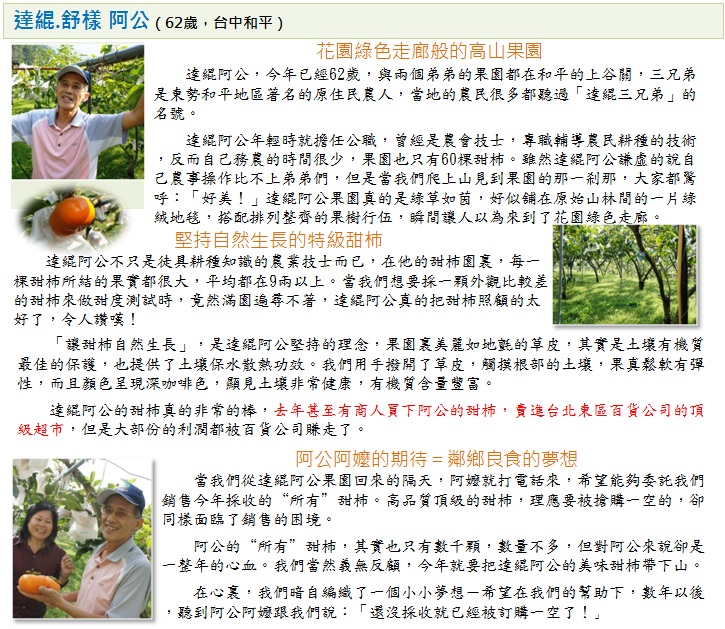 達緄.舒樣 阿公 ( 62歲，台中和平 )
花園綠色走廊般的高山果園
達緄阿公，今年已經62歲，與兩個弟弟的果園都在和平的上谷關，三兄弟
是東勢和平地區著名的原住民農人，當地的農民很多都聽過「達緄三兄弟」的
名號。
達緄阿公年輕時就擔任公職，曾經是農會技士，專職輔導農民耕種的技術
，反而自己務農的時間很少，果園也只有60棵甜柿。雖然達緄阿公謙虛的說自
己農事操作比不上弟弟們，但是當我們爬上山見到果園的那一剎那，大家都驚
呼：「好美！」達緄阿公果園真的是綠草如茵，好似舖在原始山林間的一片綠
絨地毯，搭配排列整齊的果樹行伍，瞬間讓人以為來到了花園綠色走廊。
堅持自然生長的特級甜柿
達緄阿公不只是徒具耕種知識的農業技士而已，在他的甜柿園裏，每一
棵甜柿所結的果實都很大，平均都在9兩以上。當我們想要採一顆外觀比較差
的甜柿來做甜度測試時，竟然滿園遍尋不著，達緄阿公真的把甜柿照顧的太
好了，令人讚嘆！
「讓甜柿自然生長」，是達緄阿公堅持的理念，果園裏美麗如地氈的草皮，其實是土壤有機質
最佳的保護，也提供了土壤保水散熱功效。我們用手撥開了草皮，觸摸根部的土壤，果真鬆軟有彈
性，而且顏色呈現深咖啡色，顯見土壤非常健康，有機質含量豐富。
達緄阿公的甜柿真的非常的棒，去年甚至有商人買下阿公的甜柿，賣進台北東區百貨公司的頂
級超市，但是大部份的利潤都被百貨公司賺走了。
阿公阿嬤的期待＝鄰鄉良食的夢想
當我們從達緄阿公果園回來的隔天，阿嬤就打電話來，希望能夠委託我們
銷售今年採收的“所有”甜柿。高品質頂級的甜柿，理應要被搶購一空的，卻
同樣面臨了銷售的困境。
阿公的“所有”甜柿，其實也只有數千顆，數量不多，但對阿公來說卻是
一整年的心血。我們當然義無反顧，今年就要把達緄阿公的美味甜柿帶下山。
在心裏，我們暗自編織了一個小小夢想－希望在我們的幫助下，數年以後
，聽到阿公阿嬤跟我們說：「還沒採收就已經被訂購一空了！」